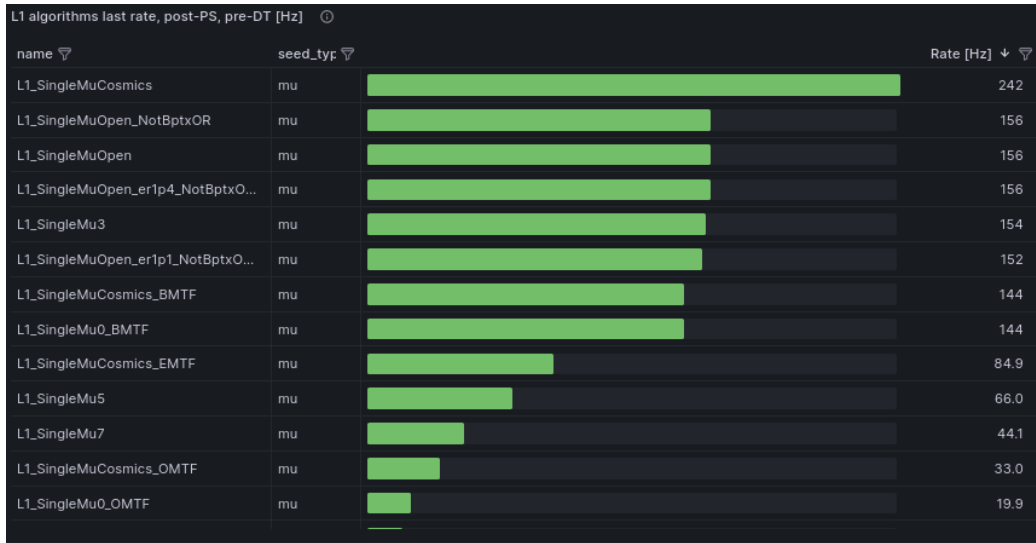 L1 algorithms last rate, post-PS, pre-DT [Hz]
name seed_typ Rate [Hz]
L1_SingleMuCosmics mu 242
L1_SingleMuOpen_NotBptxOR mu 156
L1_SingleMuOpen mu 156
L1_SingleMuOpen_er1p4_NotBptxO... mu 156
L1_SingleMu3 mu 154
L1_SingleMuOpen_er1p1_NotBptxO... mu 152
L1_SingleMuCosmics_BMTF mu 144
L1_SingleMu0_BMTF mu 144
L1_SingleMuCosmics_EMTF mu 84.9
L1_SingleMu5 mu 66.0
L1_SingleMu7 mu 44.1
L1_SingleMuCosmics_OMTF mu 33.0
L1_SingleMu0_OMTF mu 19.9